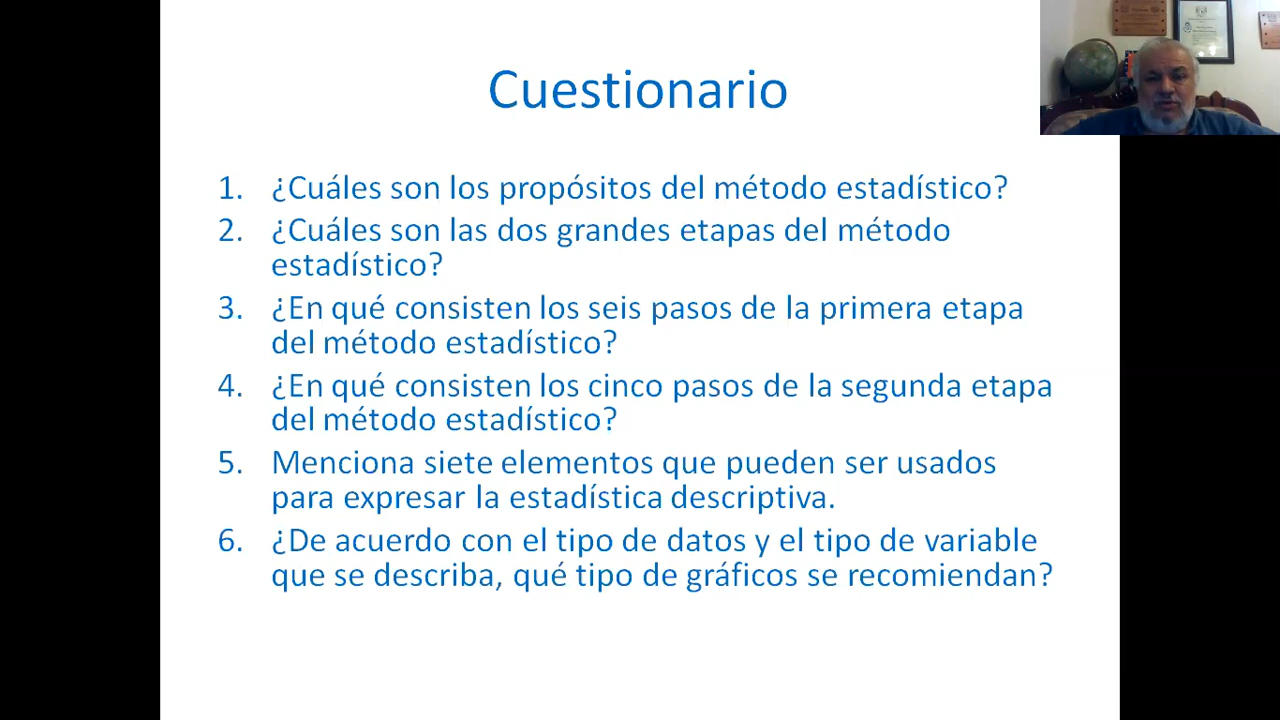 Cuestionario
1. ¿Cuáles son los propósitos del método estadístico?
2. ¿Cuáles son las dos grandes etapas del método
estadístico?
3. ¿En qué consisten los seis pasos de la primera etapa
del método estadístico?
4. ¿En qué consisten los cinco pasos de la segunda etapa
del método estadístico?
5. Menciona siete elementos que pueden ser usados
para expresar la estadística descriptiva.
6. ¿De acuerdo con el tipo de datos y el tipo de variable
que se describa, qué tipo de gráficos se recomiendan?